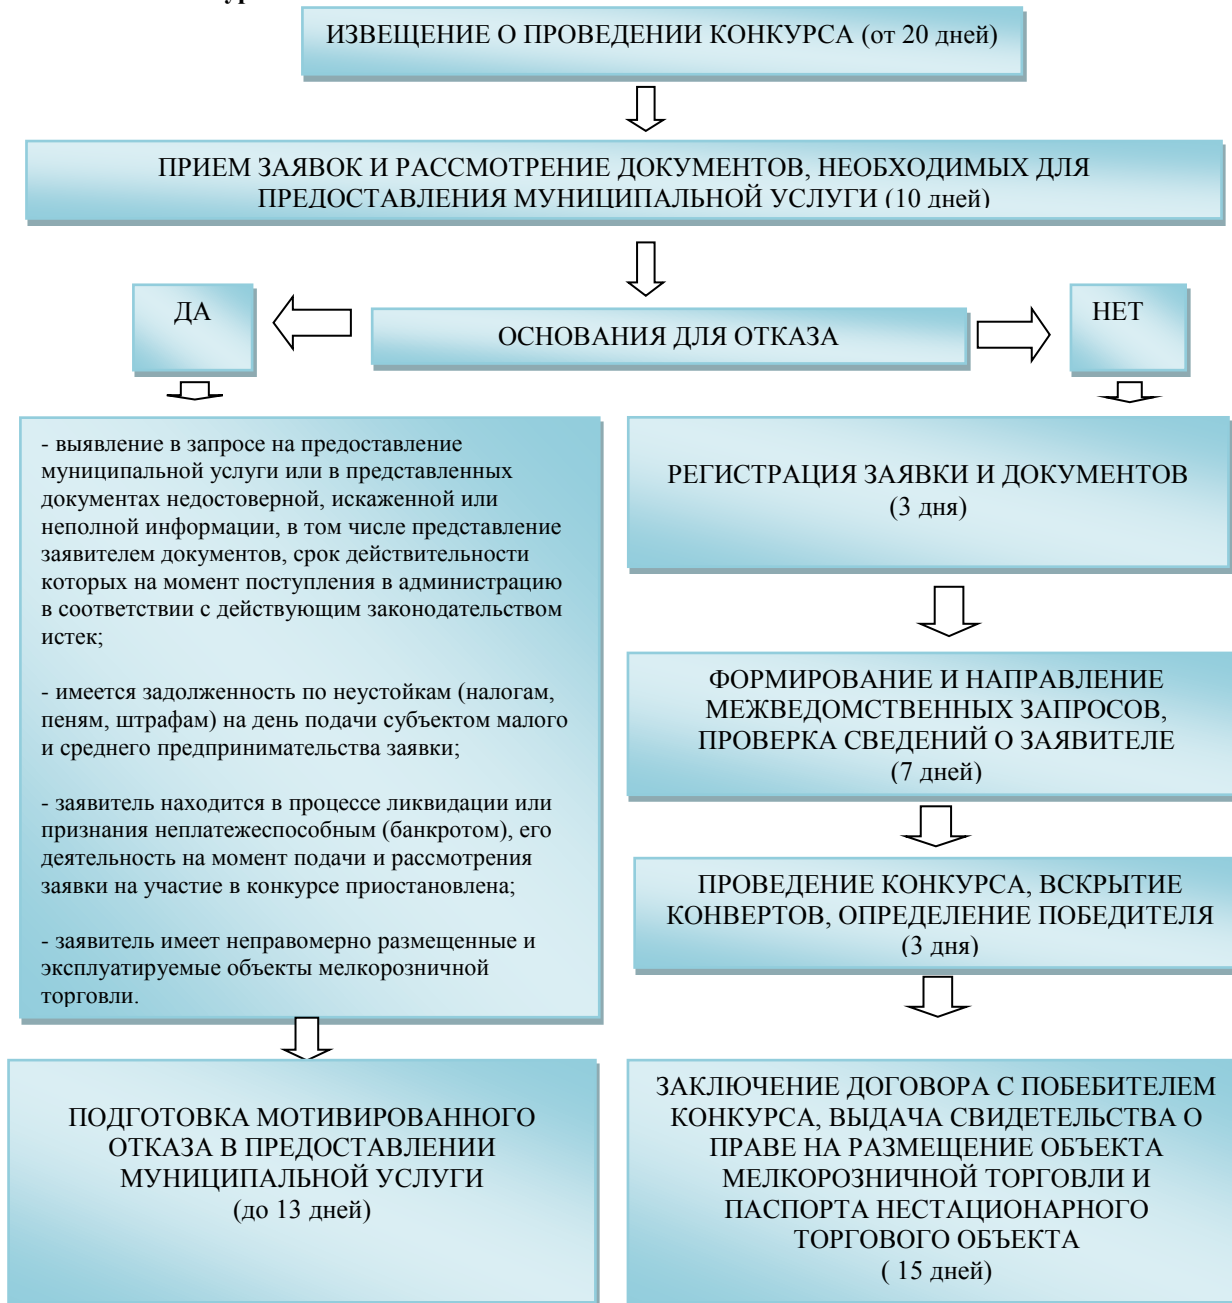 ИЗВЕЩЕНИЕ О ПРОВЕДЕНИИ КОНКУРСА (от 20 дней)
ПРИЕМ ЗАЯВОК И РАССМОТРЕНИЕ ДОКУМЕНТОВ, НЕОБХОДИМЫХ ДЛЯ
ПРЕДОСТАВЛЕНИЯ МУНИЦИПАЛЬНОЙ УСЛУГИ (10 дней)
ДА
ОСНОВАНИЯ ДЛЯ ОТКАЗА
НЕТ
- выявление в запросе на предоставление
муниципальной услуги или в представленных
документах недостоверной, искаженной или
неполной информации, в том числе представление
заявителем документов, срок действительности
которых на момент поступления в администрацию
в соответствии с действующим законодательством
истек;
- имеется задолженность по неустойкам (налогам,
пеням, штрафам) на день подачи субъектом малого
и среднего предпринимательства заявки;
- заявитель находится в процессе ликвидации или
признания неплатежеспособным (банкротом), его
деятельность на момент подачи и рассмотрения
заявки на участие в конкурсе приостановлена;
- заявитель имеет неправомерно размещенные и
эксплуатируемые объекты мелкорозничной
торговли.
ПОДГОТОВКА МОТИВИРОВАННОГО
ОТКАЗА В ПРЕДОСТАВЛЕНИИ
МУНИЦИПАЛЬНОЙ УСЛУГИ
(до 13 дней)
РЕГИСТРАЦИЯ ЗАЯВКИ И ДОКУМЕНТОВ
(3 дня)
ФОРМИРОВАНИЕ И НАПРАВЛЕНИЕ
МЕЖВЕДОМСТВЕННЫХ ЗАПРОСОВ,
ПРОВЕРКА СВЕДЕНИЙ О ЗАЯВИТЕЛЕ
(7 дней)
ПРОВЕДЕНИЕ КОНКУРСА, ВСКРЫТИЕ
КОНВЕРТОВ, ОПРЕДЕЛЕНИЕ ПОБЕДИТЕЛЯ
(3 дня)
ЗАКЛЮЧЕНИЕ ДОГОВОРА С ПОБЕБИТЕЛЕМ
КОНКУРСА, ВЫДАЧА СВИДЕТЕЛЬСТВА О
ПРАВЕ НА РАЗМЕЩЕНИЕ ОБЪЕКТА
МЕЛКОРОЗНИЧНОЙ ТОРГОВЛИ И
ПАСПОРТА НЕСТАЦИОНАРНОГО
ТОРГОВОГО ОБЪЕКТА
( 15 дней)